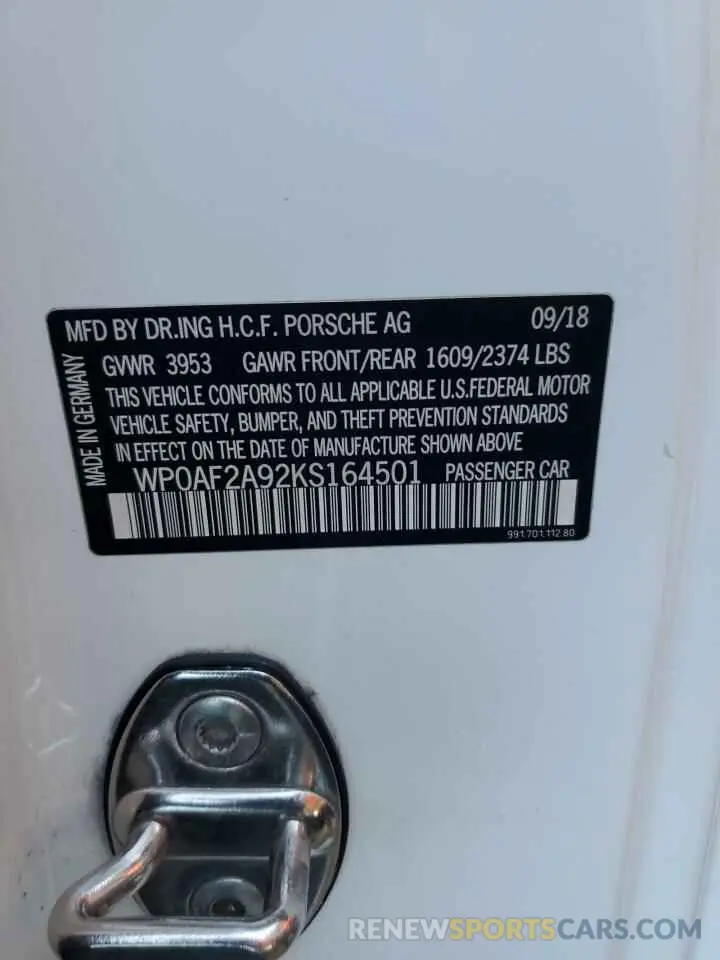 MFD BY DR.ING H.C.F. PORSCHE AG 09/18
GVWR 3953 GAWR FRONT/REAR 1609/2374 LBS
THIS VEHICLE CONFORMS TO ALL APPLICABLE U.S.FEDERAL MOTOR
VEHICLE SAFETY, BUMPER, AND THEFT PREVENTION STANDARDS
IN EFFECT ON THE DATE OF MANUFACTURE SHOWN ABOVE
WP0AF2A92KS164501 PASSENGER CAR
991.701.112.80
MADE IN GERMANY
RENEWSPORTSCARS.COM